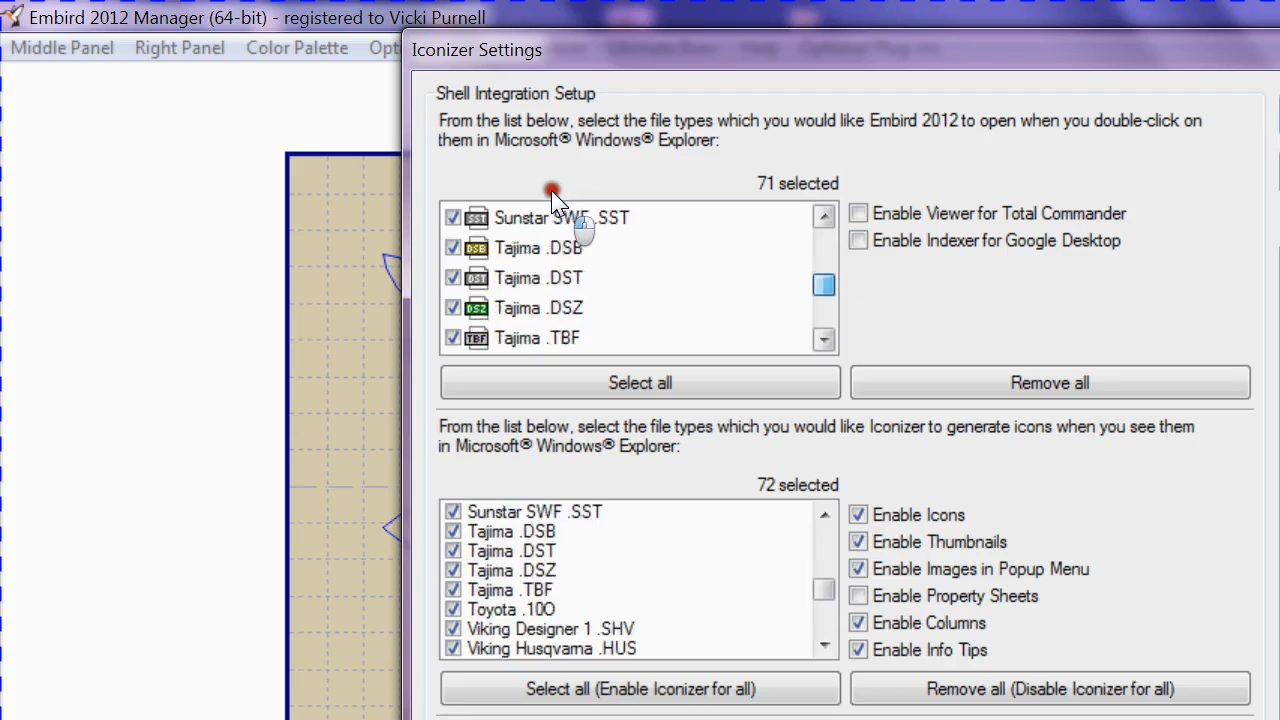 Embird 2012 Manager (64-bit) - registered to Vicki Purnell
Middle Panel Right Panel Color Palette Opt
Iconizer Settings
Shell Integration Setup
From the list below, select the file types which you would like Embird 2012 to open when you double-click on
them in Microsoft® Windows® Explorer:
71 selected
SST Sunstar SWF .SST
DSB Tajima .DSB
DST Tajima .DST
DSZ Tajima .DSZ
TBF Tajima .TBF
Enable Viewer for Total Commander
Enable Indexer for Google Desktop
Select all
Remove all
From the list below, select the file types which you would like Iconizer to generate icons when you see them
in Microsoft® Windows® Explorer:
72 selected
Sunstar SWF .SST
Tajima .DSB
Tajima .DST
Tajima .DSZ
Tajima .TBF
Toyota .10O
Viking Designer 1 .SHV
Viking Husqvarna .HUS
Enable Icons
Enable Thumbnails
Enable Images in Popup Menu
Enable Property Sheets
Enable Columns
Enable Info Tips
Select all (Enable Iconizer for all)
Remove all (Disable Iconizer for all)